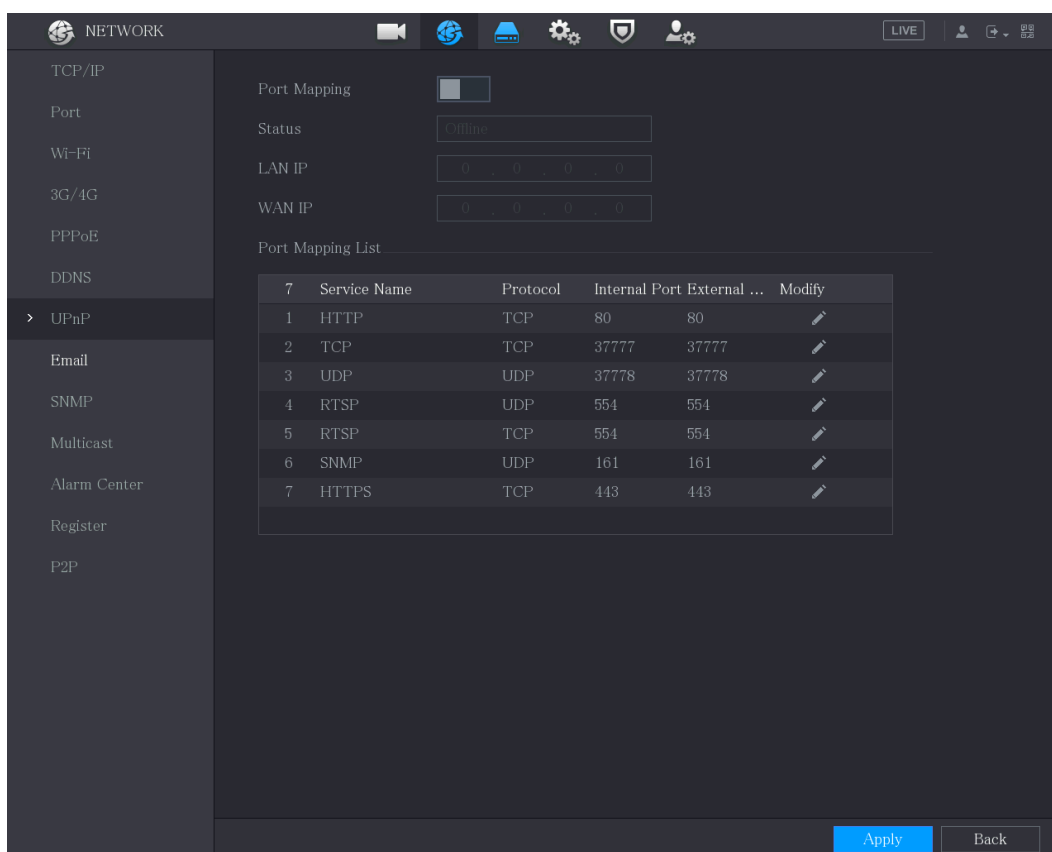 NETWORK
LIVE
TCP/IP
Port
Wi-Fi
3G/4G
PPPoE
DDNS
UPnP
Email
SNMP
Multicast
Alarm Center
Register
P2P
Port Mapping
Status Offline
LAN IP 0 . 0 . 0 . 0
WAN IP 0 . 0 . 0 . 0
Port Mapping List
7 Service Name Protocol Internal Port External ... Modify
1 HTTP TCP 80 80
2 TCP TCP 37777 37777
3 UDP UDP 37778 37778
4 RTSP UDP 554 554
5 RTSP TCP 554 554
6 SNMP UDP 161 161
7 HTTPS TCP 443 443
Apply Back